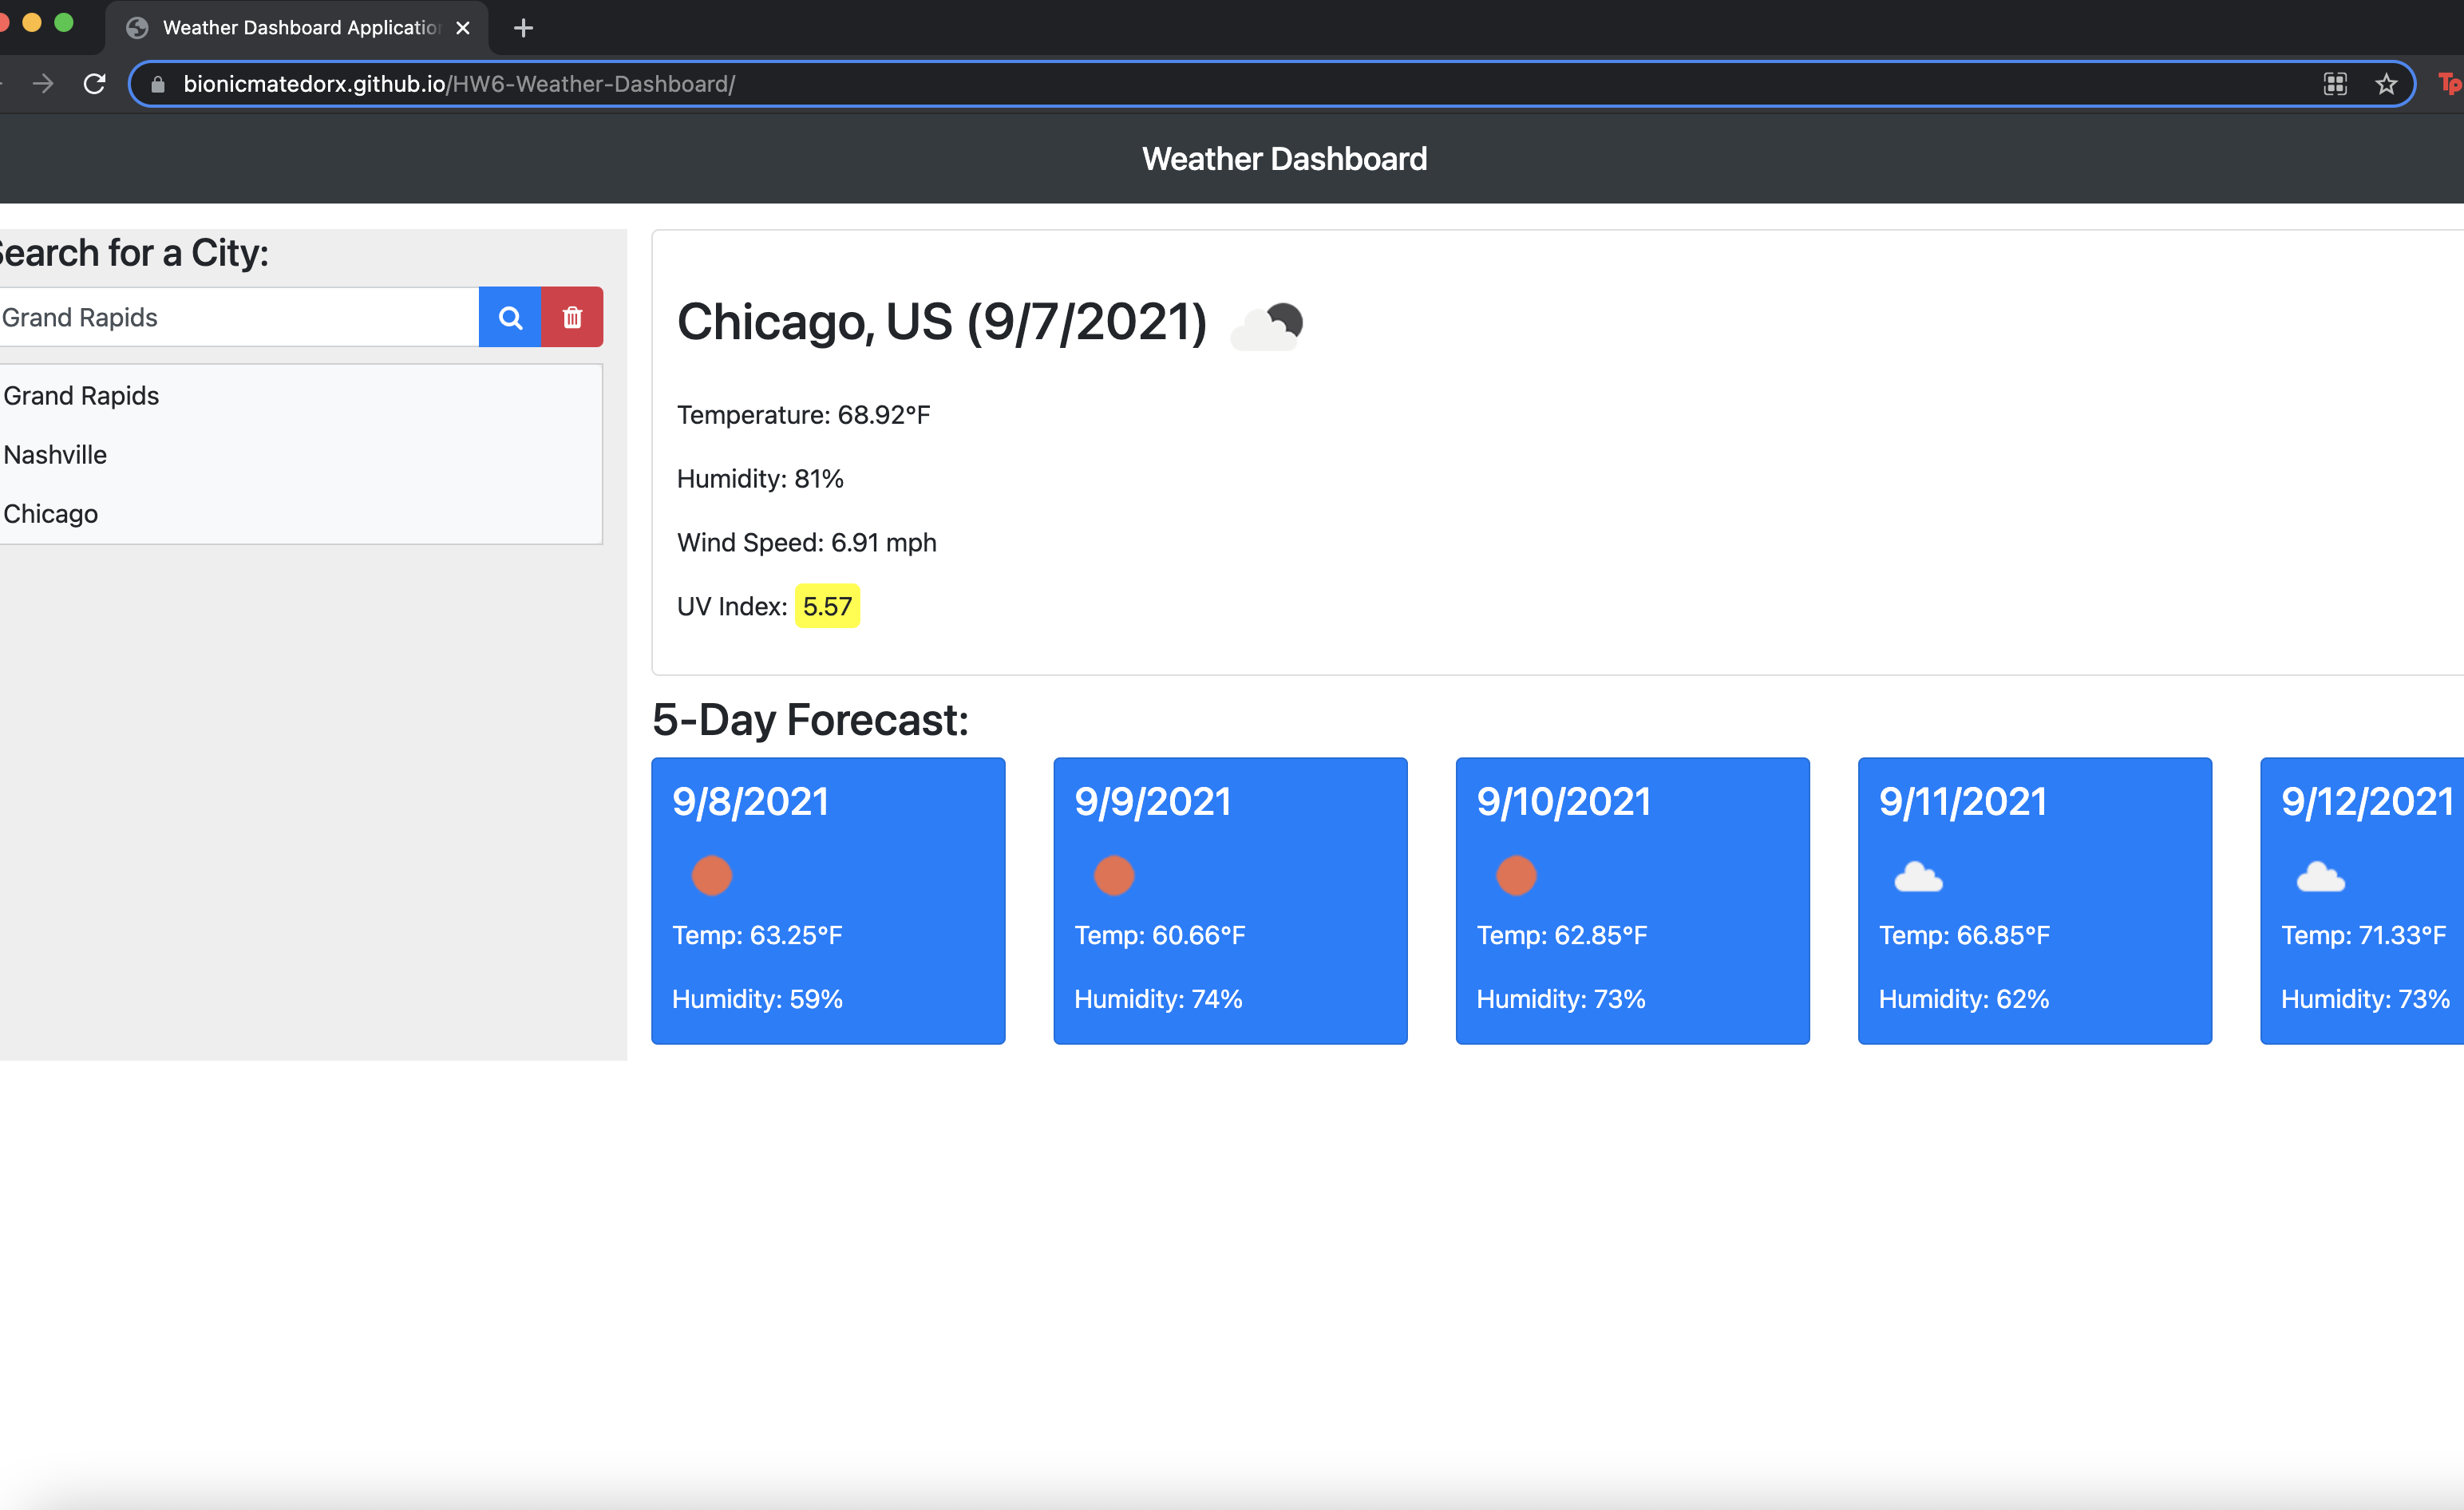 Weather Dashboard Application
bionicmatedorx.github.io/HW6-Weather-Dashboard/
Tp
Weather Dashboard
Search for a City:
Grand Rapids
Grand Rapids
Nashville
Chicago
Chicago, US (9/7/2021)
Temperature: 68.92°F
Humidity: 81%
Wind Speed: 6.91 mph
UV Index: 5.57
5-Day Forecast:
9/8/2021
Temp: 63.25°F
Humidity: 59%
9/9/2021
Temp: 60.66°F
Humidity: 74%
9/10/2021
Temp: 62.85°F
Humidity: 73%
9/11/2021
Temp: 66.85°F
Humidity: 62%
9/12/2021
Temp: 71.33°F
Humidity: 73%